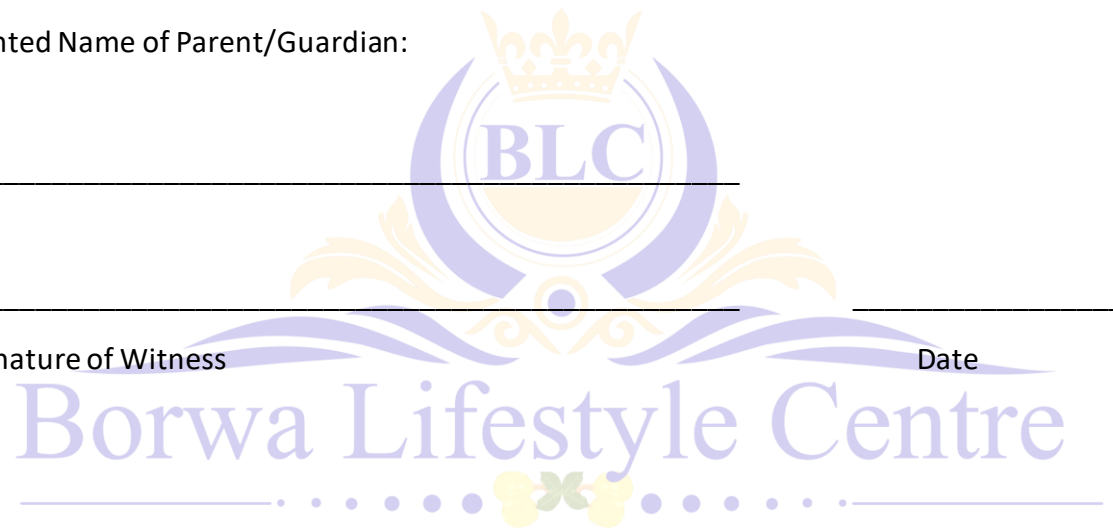 nted Name of Parent/Guardian:
BLC
nature of Witness Date
Borwa Lifestyle Centre